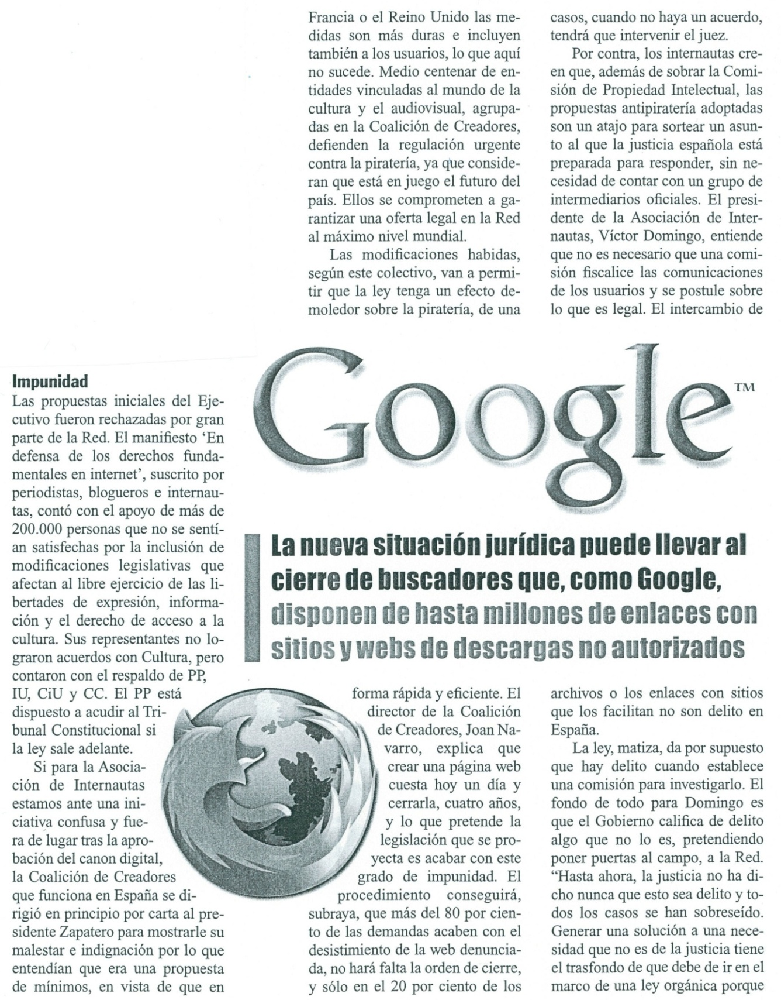 Impunidad
Las propuestas iniciales del Eje-
cutivo fueron rechazadas por gran
parte de la Red. El manifiesto ‘En
defensa de los derechos funda-
mentales en internet’, suscrito por
periodistas, blogueros e internau-
tas, contó con el apoyo de más de
200.000 personas que no se sentí-
an satisfechas por la inclusión de
modificaciones legislativas que
afectan al libre ejercicio de las li-
bertades de expresión, informa-
ción y el derecho de acceso a la
cultura. Sus representantes no lo-
graron acuerdos con Cultura, pero
contaron con el respaldo de PP,
IU, CiU y CC. El PP está
dispuesto a acudir al Tri-
bunal Constitucional si
la ley sale adelante.
Si para la Asocia-
ción de Internautas
estamos ante una ini-
ciativa confusa y fue-
ra de lugar tras la apro-
bación del canon digital,
la Coalición de Creadores
que funciona en España se di-
rigió en principio por carta al pre-
sidente Zapatero para mostrarle su
malestar e indignación por lo que
entendían que era una propuesta
de mínimos, en vista de que en
Francia o el Reino Unido las me-
didas son más duras e incluyen
también a los usuarios, lo que aquí
no sucede. Medio centenar de en-
tidades vinculadas al mundo de la
cultura y el audiovisual, agrupa-
das en la Coalición de Creadores,
defienden la regulación urgente
contra la piratería, ya que conside-
ran que está en juego el futuro del
país. Ellos se comprometen a ga-
rantizar una oferta legal en la Red
al máximo nivel mundial.
Las modificaciones habidas,
según este colectivo, van a permi-
tir que la ley tenga un efecto de-
moledor sobre la piratería, de una
forma rápida y eficiente. El
director de la Coalición
de Creadores, Joan Na-
varro, explica que
crear una página web
cuesta hoy un día y
cerrarla, cuatro años,
y lo que pretende la
legislación que se pro-
yecta es acabar con este
grado de impunidad. El
procedimiento conseguirá,
subraya, que más del 80 por cien-
to de las demandas acaben con el
desistimiento de la web denuncia-
da, no hará falta la orden de cierre,
y sólo en el 20 por ciento de los
casos, cuando no haya un acuerdo,
tendrá que intervenir el juez.
Por contra, los internautas cre-
en que, además de sobrar la Comi-
sión de Propiedad Intelectual, las
propuestas antipiratería adoptadas
son un atajo para sortear un asun-
to al que la justicia española está
preparada para responder, sin ne-
cesidad de contar con un grupo de
intermediarios oficiales. El presi-
dente de la Asociación de Inter-
nautas, Víctor Domingo, entiende
que no es necesario que una comi-
sión fiscalice las comunicaciones
de los usuarios y se postule sobre
lo que es legal. El intercambio de
archivos o los enlaces con sitios
que los facilitan no son delito en
España.
La ley, matiza, da por supuesto
que hay delito cuando establece
una comisión para investigarlo. El
fondo de todo para Domingo es
que el Gobierno califica de delito
algo que no lo es, pretendiendo
poner puertas al campo, a la Red.
“Hasta ahora, la justicia no ha di-
cho nunca que esto sea delito y to-
dos los casos se han sobreseído.
Generar una solución a una nece-
sidad que no es de la justicia tiene
el trasfondo de que debe de ir en el
marco de una ley orgánica porque
Google™
La nueva situación jurídica puede llevar al
cierre de buscadores que, como Google,
disponen de hasta millones de enlaces con
sitios y webs de descargas no autorizados